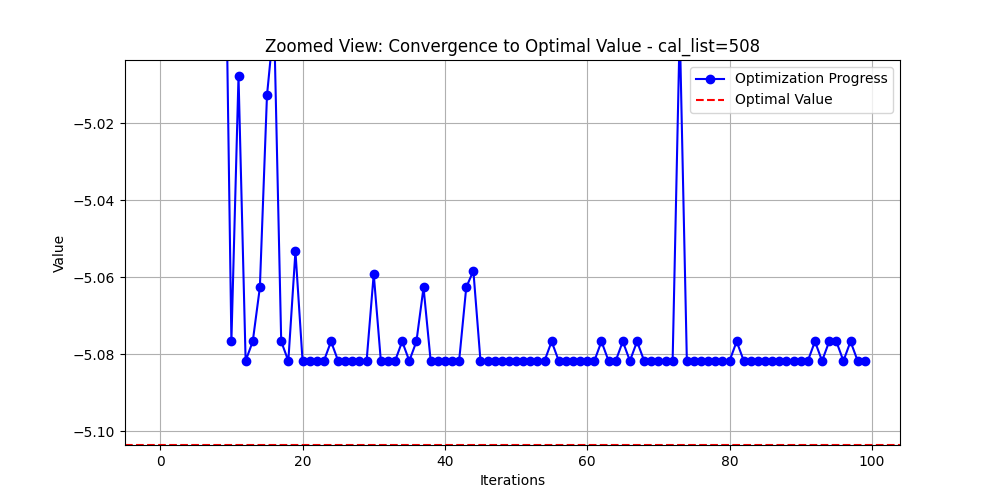 Zoomed View: Convergence to Optimal Value - cal_list=508
Optimization Progress
Optimal Value
−5.02
−5.04
−5.06
−5.08
−5.10
Value
0 20 40 60 80 100
Iterations